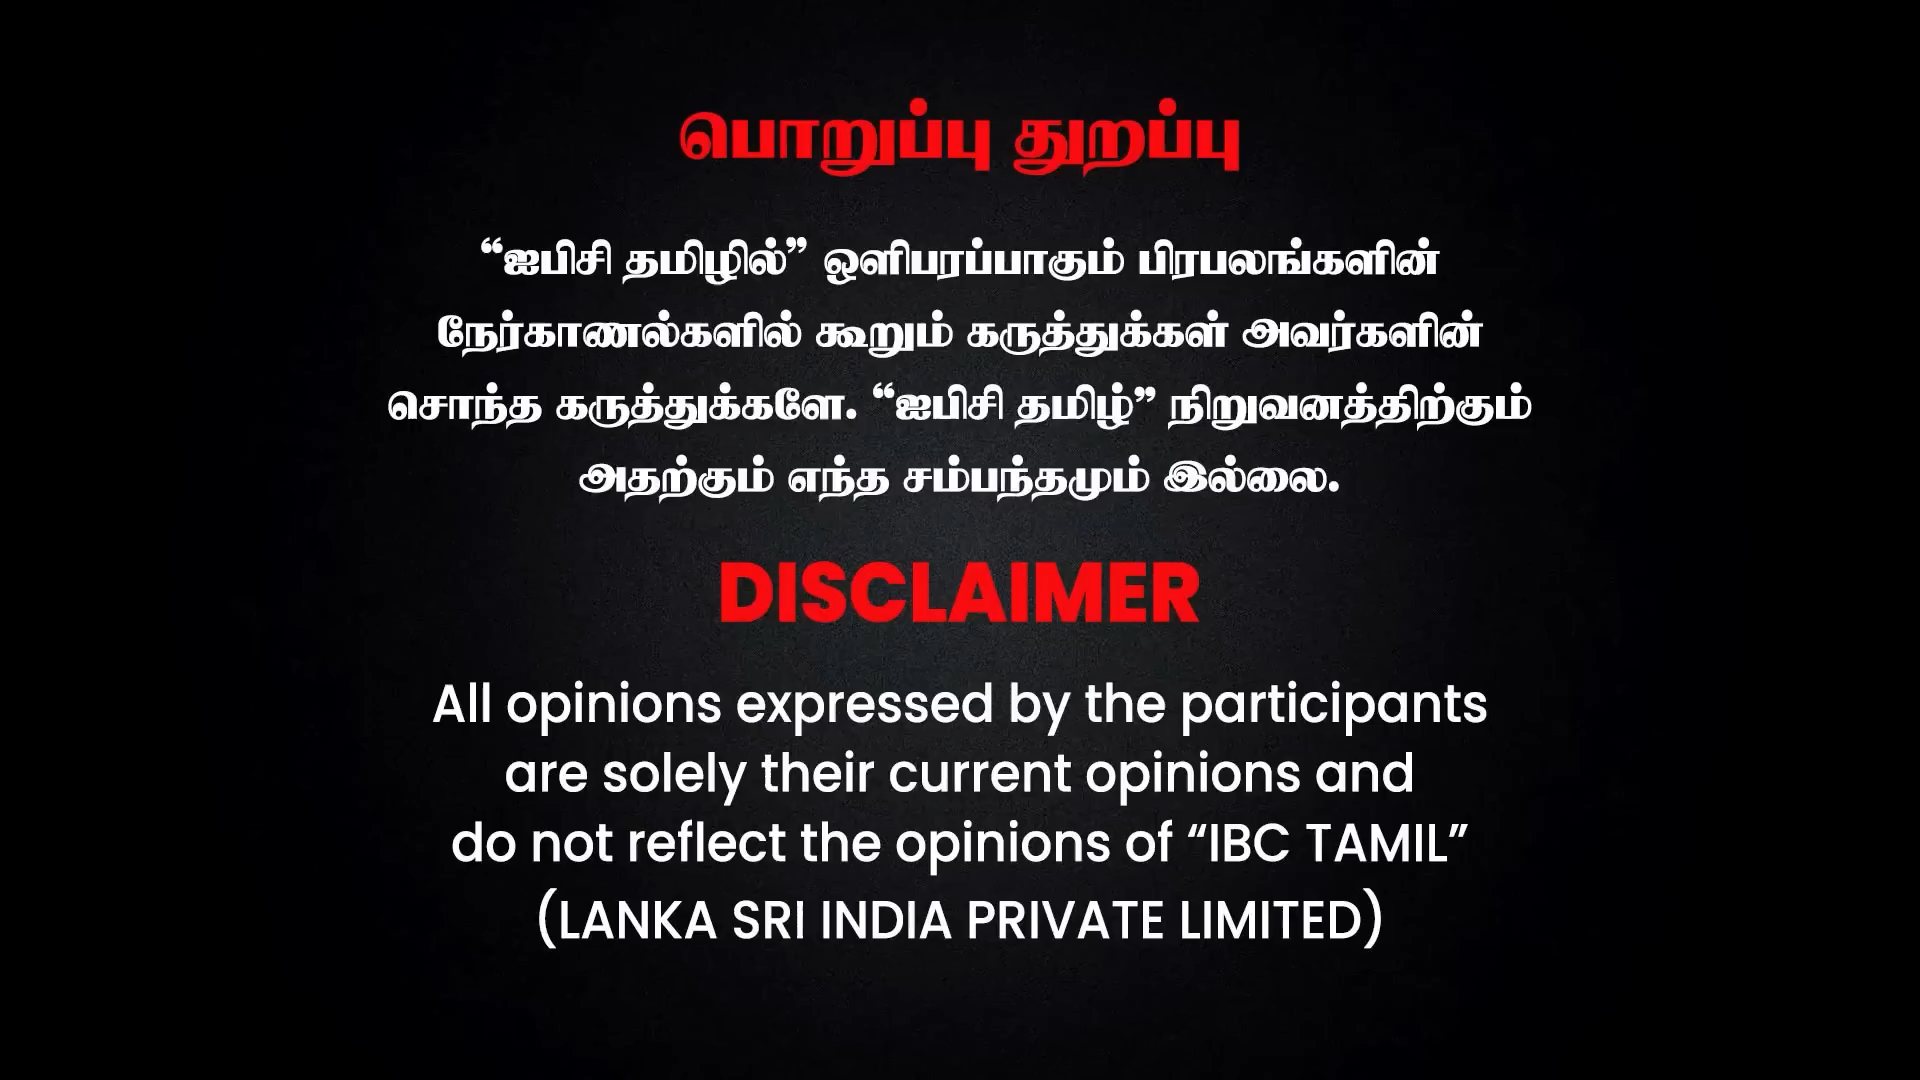 பொறுப்பு துறப்பு
“ஐபிசி தமிழில்” ஒளிபரப்பாகும் பிரபலங்களின்
நேர்காணல்களில் கூறும் கருத்துக்கள் அவர்களின்
சொந்த கருத்துக்களே. “ஐபிசி தமிழ்” நிறுவனத்திற்கும்
அதற்கும் எந்த சம்பந்தமும் இல்லை.
DISCLAIMER
All opinions expressed by the participants
are solely their current opinions and
do not reflect the opinions of “IBC TAMIL”
(LANKA SRI INDIA PRIVATE LIMITED)